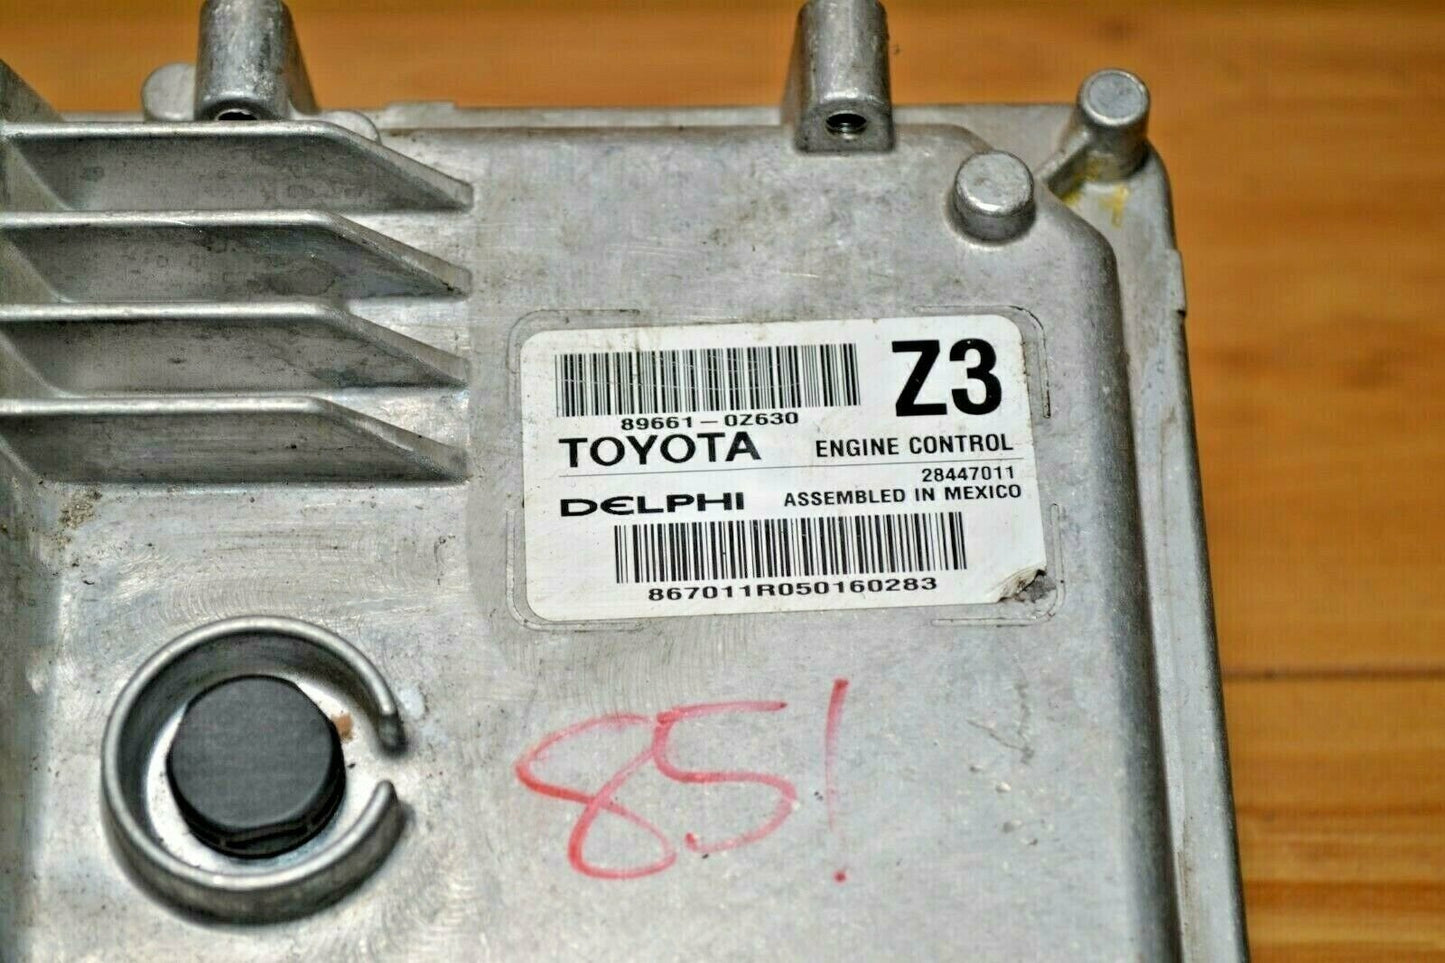 Z3
89661-0Z630
TOYOTA ENGINE CONTROL
28447011
DELPHI ASSEMBLED IN MEXICO
867011R050160283
85!